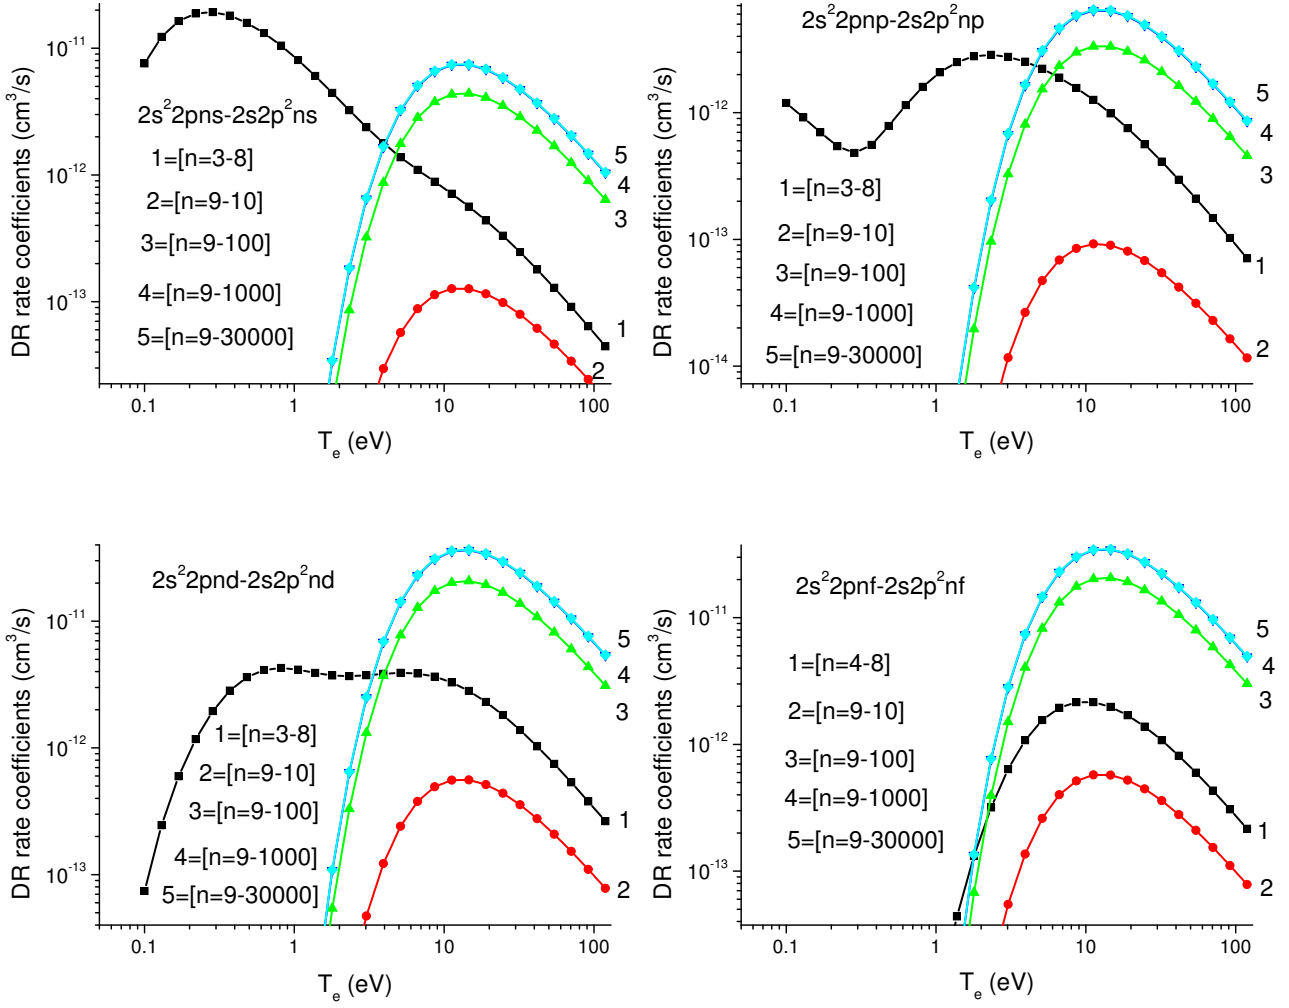 DR rate coefficients (cm³/s)
10⁻¹¹
10⁻¹²
10⁻¹³
2s²2pns-2s2p²ns
1=[n=3-8]
2=[n=9-10]
3=[n=9-100]
4=[n=9-1000]
5=[n=9-30000]
5
4
3
1
2
0.1 1 10 100
Tₑ (eV)
DR rate coefficients (cm³/s)
10⁻¹²
10⁻¹³
10⁻¹⁴
2s²2pnp-2s2p²np
1=[n=3-8]
2=[n=9-10]
3=[n=9-100]
4=[n=9-1000]
5=[n=9-30000]
5
4
3
1
2
0.1 1 10 100
Tₑ (eV)
DR rate coefficients (cm³/s)
10⁻¹¹
10⁻¹²
10⁻¹³
2s²2pnd-2s2p²nd
1=[n=3-8]
2=[n=9-10]
3=[n=9-100]
4=[n=9-1000]
5=[n=9-30000]
5
4
3
1
2
0.1 1 10 100
Tₑ (eV)
DR rate coefficients (cm³/s)
10⁻¹¹
10⁻¹²
10⁻¹³
2s²2pnf-2s2p²nf
1=[n=4-8]
2=[n=9-10]
3=[n=9-100]
4=[n=9-1000]
5=[n=9-30000]
5
4
3
1
2
0.1 1 10 100
Tₑ (eV)